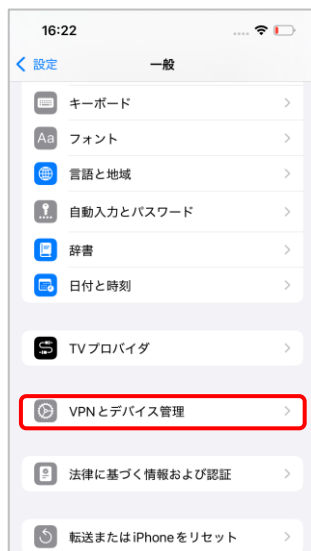 16:22
設定
一般
キーボード
Aa
フォント
言語と地域
自動入力とパスワード
辞書
日付と時刻
TVプロバイダ
VPNとデバイス管理
法律に基づく情報および認証
転送またはiPhoneをリセット